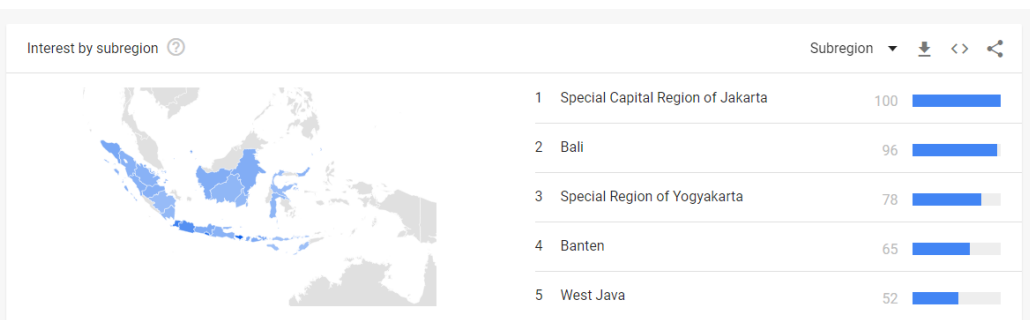 Interest by subregion ?
Subregion
1 Special Capital Region of Jakarta 100
2 Bali 96
3 Special Region of Yogyakarta 78
4 Banten 65
5 West Java 52